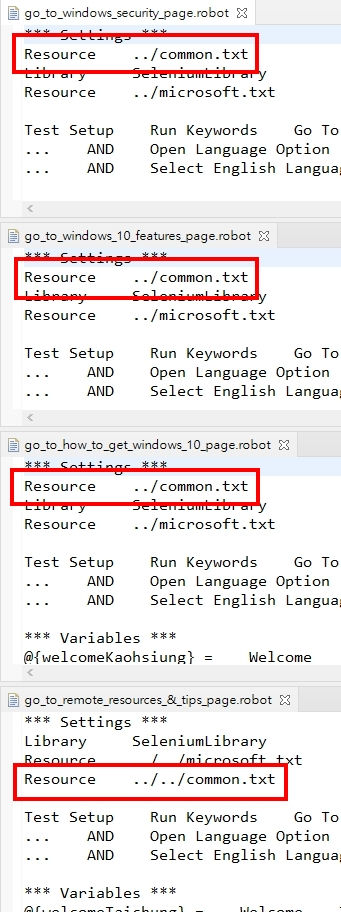 go_to_windows_security_page.robot
*** Settings ***
Resource ../common.txt
Library SeleniumLibrary
Resource ../microsoft.txt
Test Setup Run Keywords Go To
... AND Open Language Option
... AND Select English Langua
go_to_windows_10_features_page.robot
*** Settings ***
Resource ../common.txt
Library SeleniumLibrary
Resource ../microsoft.txt
Test Setup Run Keywords Go To
... AND Open Language Option
... AND Select English Langua
go_to_how_to_get_windows_10_page.robot
*** Settings ***
Resource ../common.txt
Library SeleniumLibrary
Resource ../microsoft.txt
Test Setup Run Keywords Go To
... AND Open Language Option
... AND Select English Langua
*** Variables ***
@{welcomeKaohsiung} = Welcome
go_to_remote_resources_&_tips_page.robot
*** Settings ***
Library SeleniumLibrary
Resource ../../microsoft.txt
Resource ../../common.txt
Test Setup Run Keywords Go To
... AND Open Language Option
... AND Select English Langua
*** Variables ***
@{welcomeTaichung} = Welcome